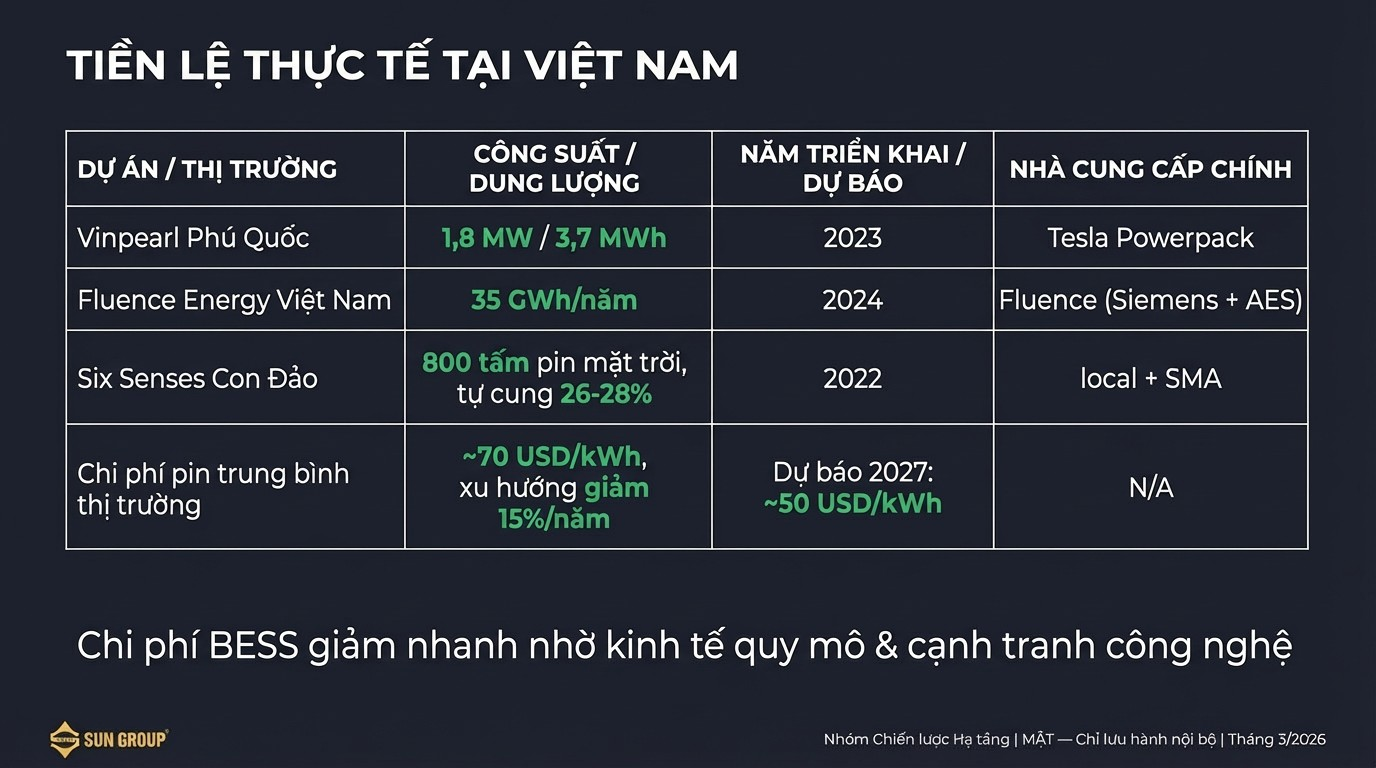 TIỀN LỆ THỰC TẾ TẠI VIỆT NAM
DỰ ÁN / THỊ TRƯỜNG
CÔNG SUẤT /
DUNG LƯỢNG
NĂM TRIỂN KHAI /
DỰ BÁO
NHÀ CUNG CẤP CHÍNH
Vinpearl Phú Quốc
1,8 MW / 3,7 MWh
2023
Tesla Powerpack
Fluence Energy Việt Nam
35 GWh/năm
2024
Fluence (Siemens + AES)
Six Senses Con Đảo
800 tấm pin mặt trời,
tự cung 26-28%
2022
local + SMA
Chi phí pin trung bình
thị trường
~70 USD/kWh,
xu hướng giảm
15%/năm
Dự báo 2027:
~50 USD/kWh
N/A
Chi phí BESS giảm nhanh nhờ kinh tế quy mô & cạnh tranh công nghệ
SUN GROUP
Nhóm Chiến lược Hạ tầng | MẬT — Chỉ lưu hành nội bộ | Tháng 3/2026